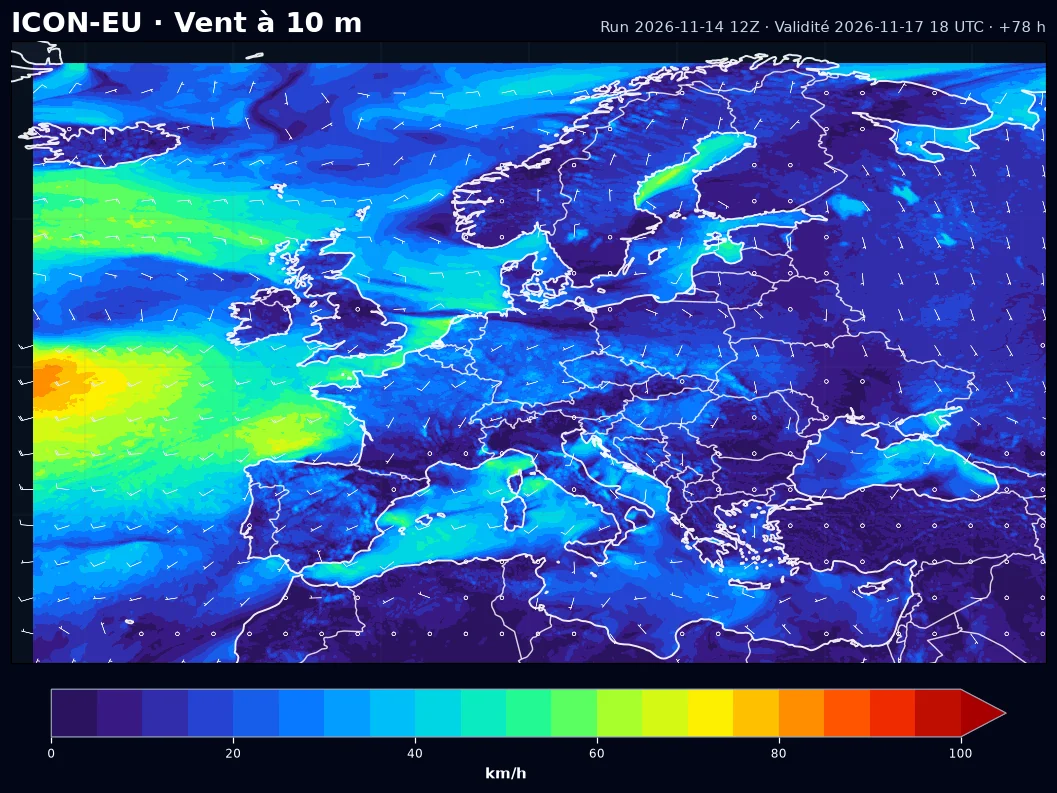 ICON-EU · Vent à 10 m
Run 2026-11-14 12Z · Validité 2026-11-17 18 UTC · +78 h
0 20 40 60 80 100
km/h